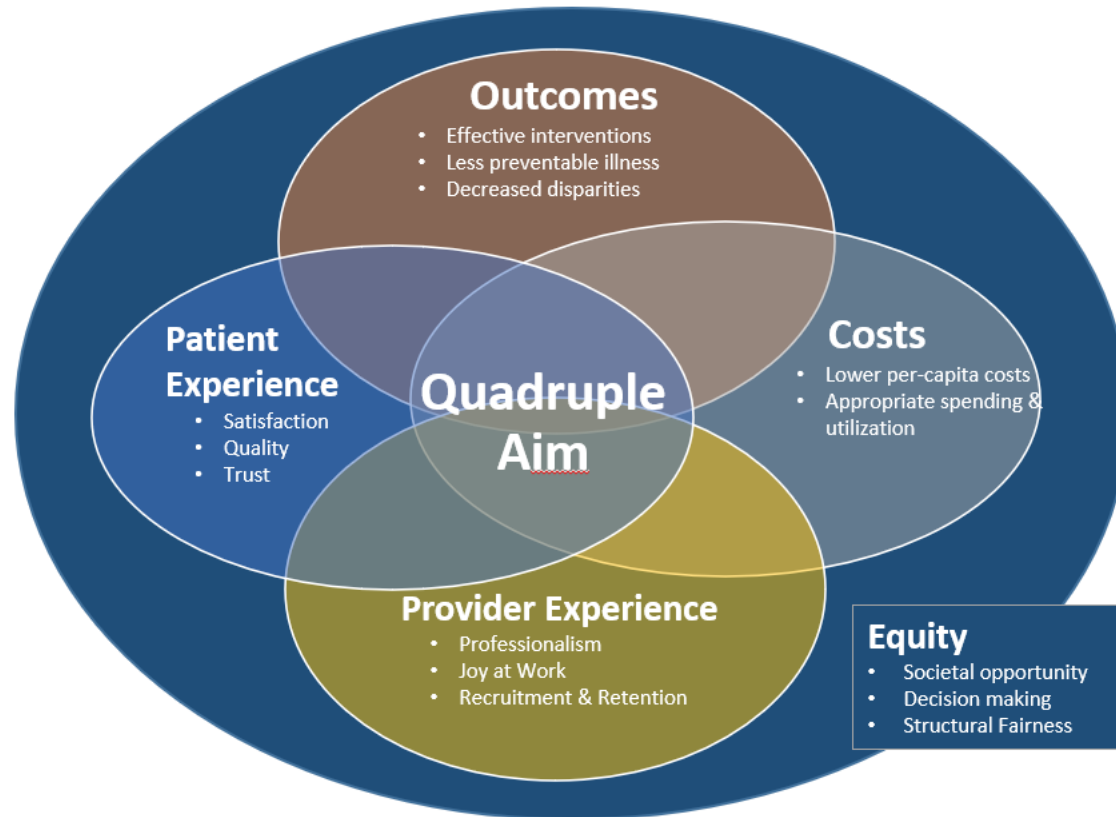 Outcomes
• Effective interventions
• Less preventable illness
• Decreased disparities
Patient
Experience
• Satisfaction
• Quality
• Trust
Quadruple
Aim
Costs
• Lower per-capita costs
• Appropriate spending &
utilization
Provider Experience
• Professionalism
• Joy at Work
• Recruitment & Retention
Equity
• Societal opportunity
• Decision making
• Structural Fairness